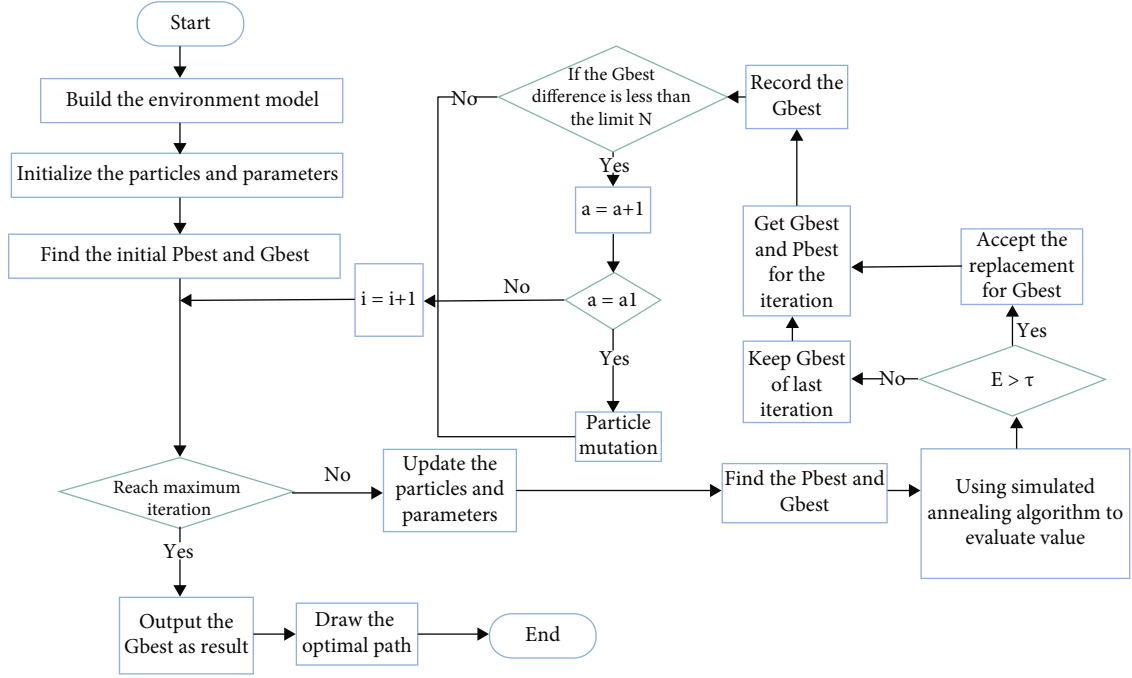 Start
Build the environment model
Initialize the particles and parameters
Find the initial Pbest and Gbest
i = i+1
No
If the Gbest
difference is less than
the limit N
Yes
a = a+1
No
a = a1
Yes
Particle
mutation
Record the
Gbest
Get Gbest
and Pbest
for the
iteration
Accept the
replacement
for Gbest
Yes
Keep Gbest
of last
iteration
No
E > τ
Reach maximum
iteration
No
Update the
particles and
parameters
Find the Pbest and
Gbest
Using simulated
annealing algorithm to
evaluate value
Yes
Output the
Gbest as result
Draw the
optimal path
End